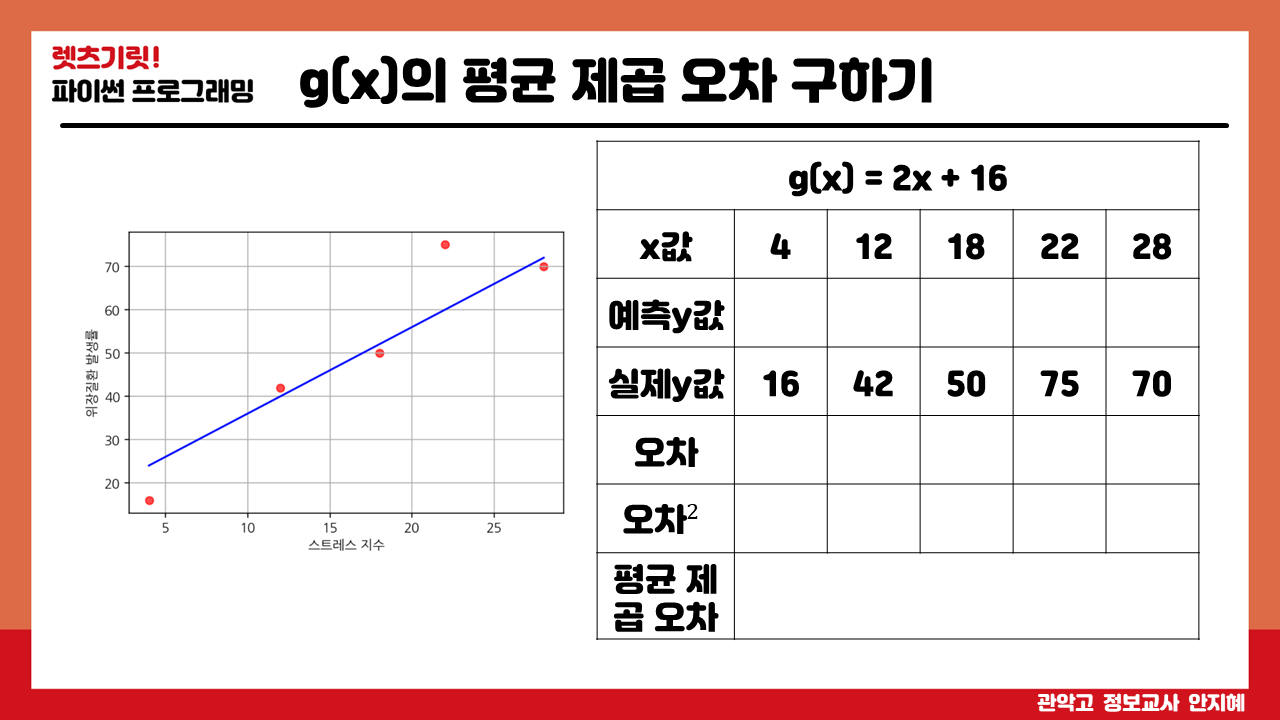 렛츠기릿!
파이썬 프로그래밍
g(x)의 평균 제곱 오차 구하기
70
60
50
40
30
20
위장질환 발생률
5 10 15 20 25
스트레스 지수
g(x) = 2x + 16
x값 4 12 18 22 28
예측y값
실제y값 16 42 50 75 70
오차
오차²
평균 제
곱 오차
관악고 정보교사 안지혜